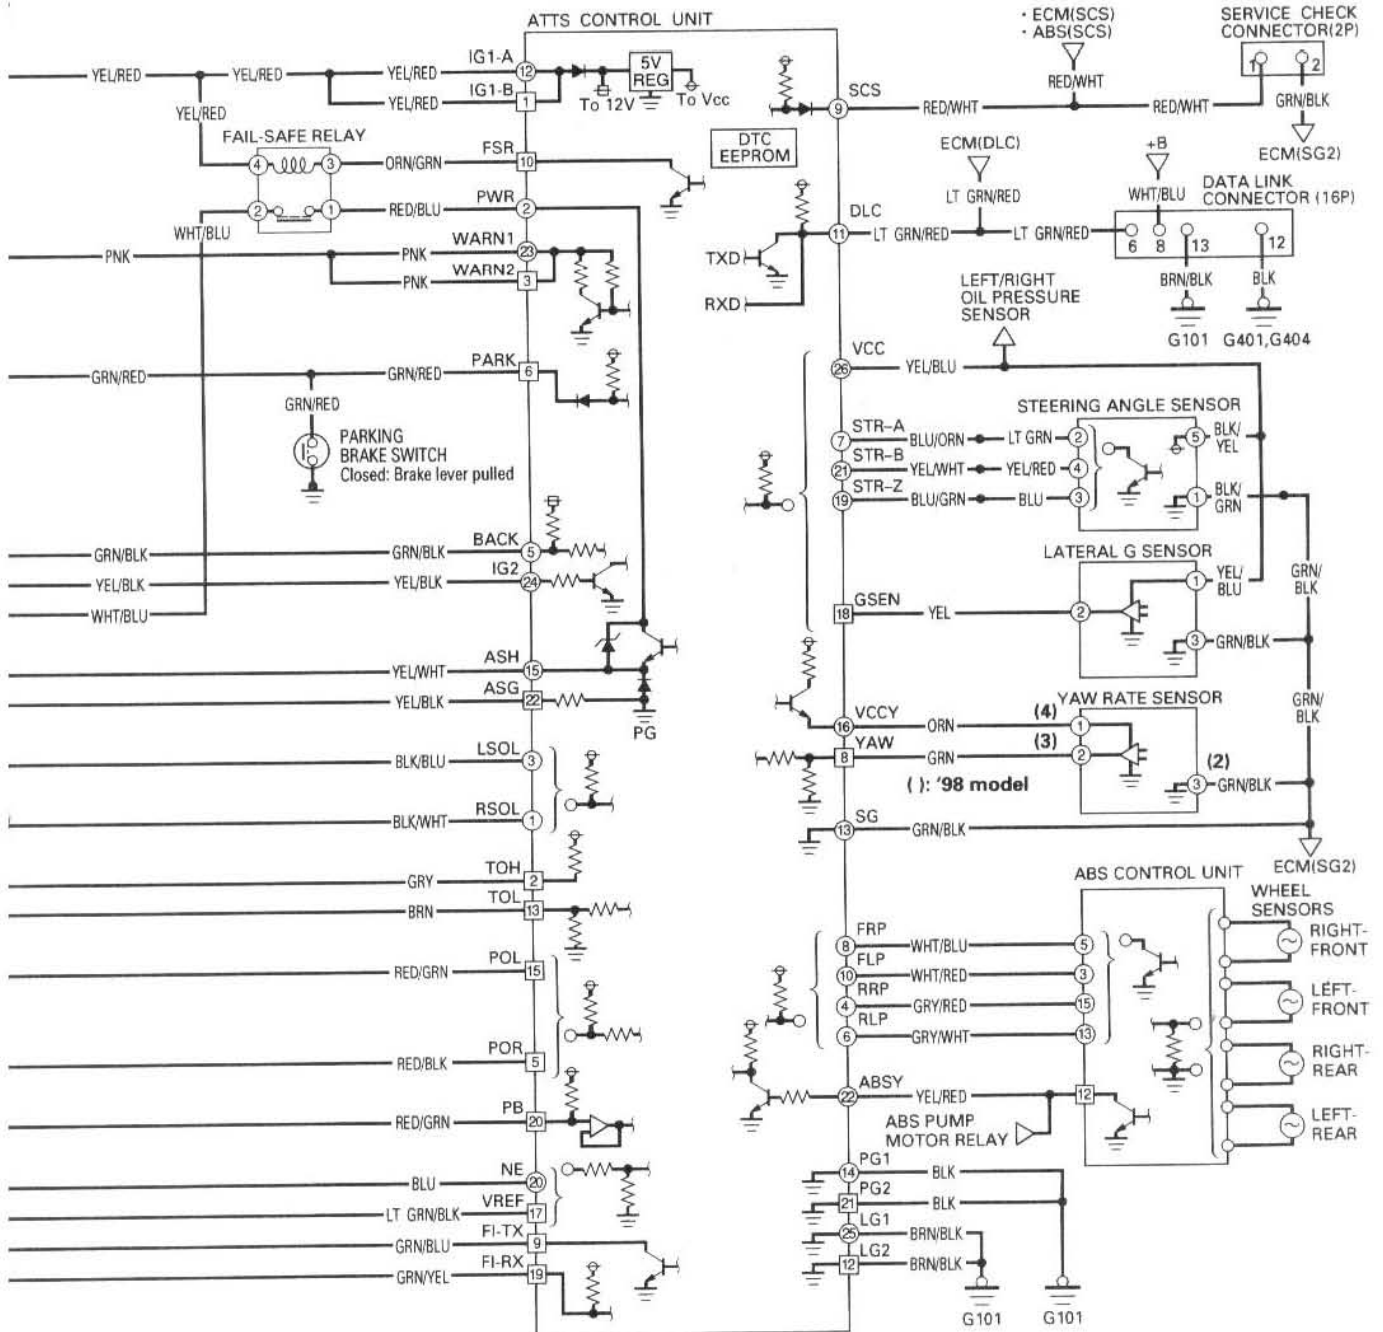 ATTS CONTROL UNIT
· ECM(SCS)
· ABS(SCS)
SERVICE CHECK
CONNECTOR(2P)
YEL/RED
YEL/RED
YEL/RED
IG1-A
12
5V
REG
To 12V
To Vcc
YEL/RED
IG1-B
1
YEL/RED
SCS
9
RED/WHT
RED/WHT
RED/WHT
1
2
GRN/BLK
ECM(SG2)
FAIL-SAFE RELAY
4
3
ORN/GRN
FSR
10
DTC
EEPROM
2
1
RED/BLU
PWR
2
WHT/BLU
ECM(DLC)
+B
LT GRN/RED
WHT/BLU
DATA LINK
CONNECTOR (16P)
DLC
11
LT GRN/RED
LT GRN/RED
6
8
13
12
TXD
RXD
BRN/BLK
BLK
G101
G401,G404
PNK
PNK
WARN1
23
PNK
WARN2
3
LEFT/RIGHT
OIL PRESSURE
SENSOR
VCC
26
YEL/BLU
GRN/RED
GRN/RED
PARK
6
GRN/RED
PARKING
BRAKE SWITCH
Closed: Brake lever pulled
STEERING ANGLE SENSOR
STR-A
7
BLU/ORN
LT GRN
2
5
BLK/
YEL
STR-B
21
YEL/WHT
YEL/RED
4
STR-Z
19
BLU/GRN
BLU
3
1
BLK/
GRN
GRN/BLK
GRN/BLK
BACK
5
YEL/BLK
YEL/BLK
IG2
24
WHT/BLU
LATERAL G SENSOR
1
YEL/
BLU
GRN/
BLK
GSEN
18
YEL
2
3
GRN/BLK
YEL/WHT
ASH
15
YEL/BLK
ASG
22
PG
GRN/
BLK
YAW RATE SENSOR
VCCY
16
ORN
(4)
1
YAW
8
GRN
(3)
2
(2)
3
GRN/BLK
( ): '98 model
BLK/BLU
LSOL
3
BLK/WHT
RSOL
1
SG
13
GRN/BLK
ECM(SG2)
GRY
TOH
2
BRN
TOL
13
ABS CONTROL UNIT
WHEEL
SENSORS
RIGHT-
FRONT
LEFT-
FRONT
RIGHT-
REAR
LEFT-
REAR
FRP
8
WHT/BLU
5
FLP
10
WHT/RED
3
RRP
4
GRY/RED
15
RLP
6
GRY/WHT
13
RED/GRN
POL
15
RED/BLK
POR
5
ABSY
22
YEL/RED
12
ABS PUMP
MOTOR RELAY
RED/GRN
PB
20
BLU
NE
20
LT GRN/BLK
VREF
17
GRN/BLU
FI-TX
9
GRN/YEL
FI-RX
19
PG1
14
BLK
PG2
21
BLK
LG1
25
BRN/BLK
LG2
12
BRN/BLK
G101
G101